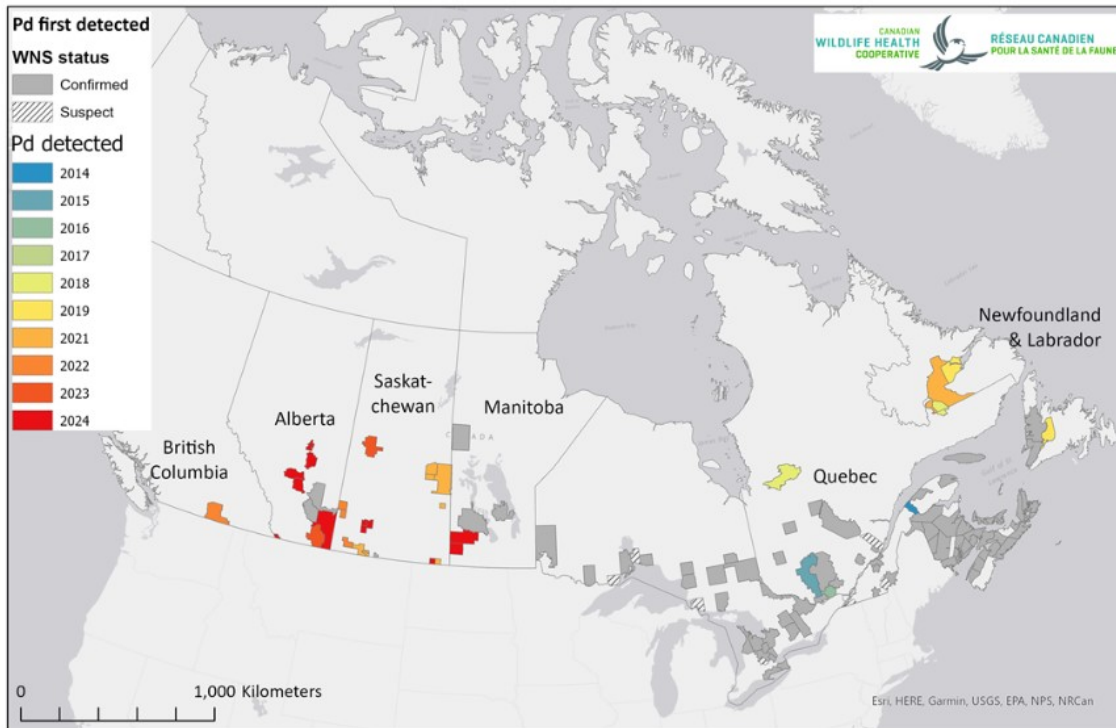 Pd first detected
WNS status
Confirmed
Suspect
Pd detected
2014
2015
2016
2017
2018
2019
2021
2022
2023
2024
CANADIAN
WILDLIFE HEALTH
COOPERATIVE
RÉSEAU CANADIEN
POUR LA SANTÉ DE LA FAUNE
Newfoundland
& Labrador
Saskat-
chewan
Manitoba
Alberta
British
Columbia
Quebec
CANADA
0
1,000 Kilometers
Esri, HERE, Garmin, USGS, EPA, NPS, NRCan